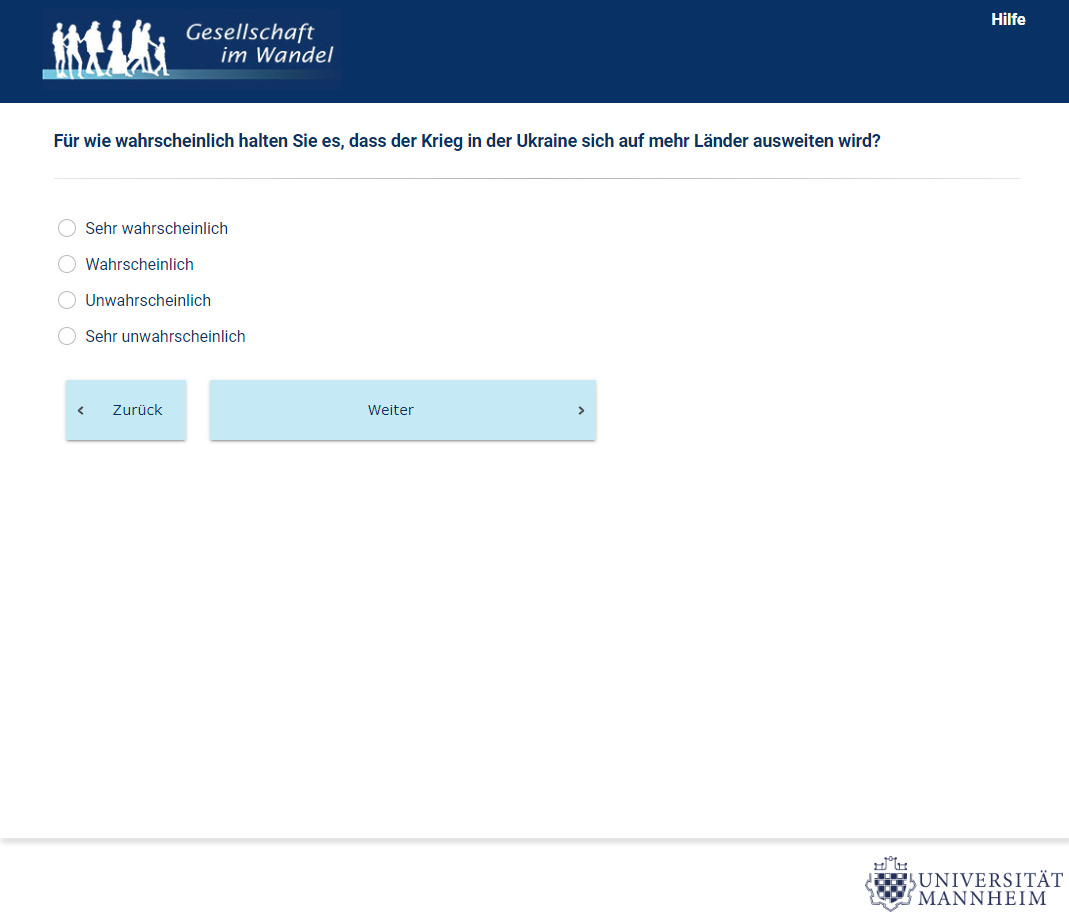 Gesellschaft
im Wandel
Hilfe
Für wie wahrscheinlich halten Sie es, dass der Krieg in der Ukraine sich auf mehr Länder ausweiten wird?
Sehr wahrscheinlich
Wahrscheinlich
Unwahrscheinlich
Sehr unwahrscheinlich
Zurück
Weiter
UNIVERSITÄT
MANNHEIM